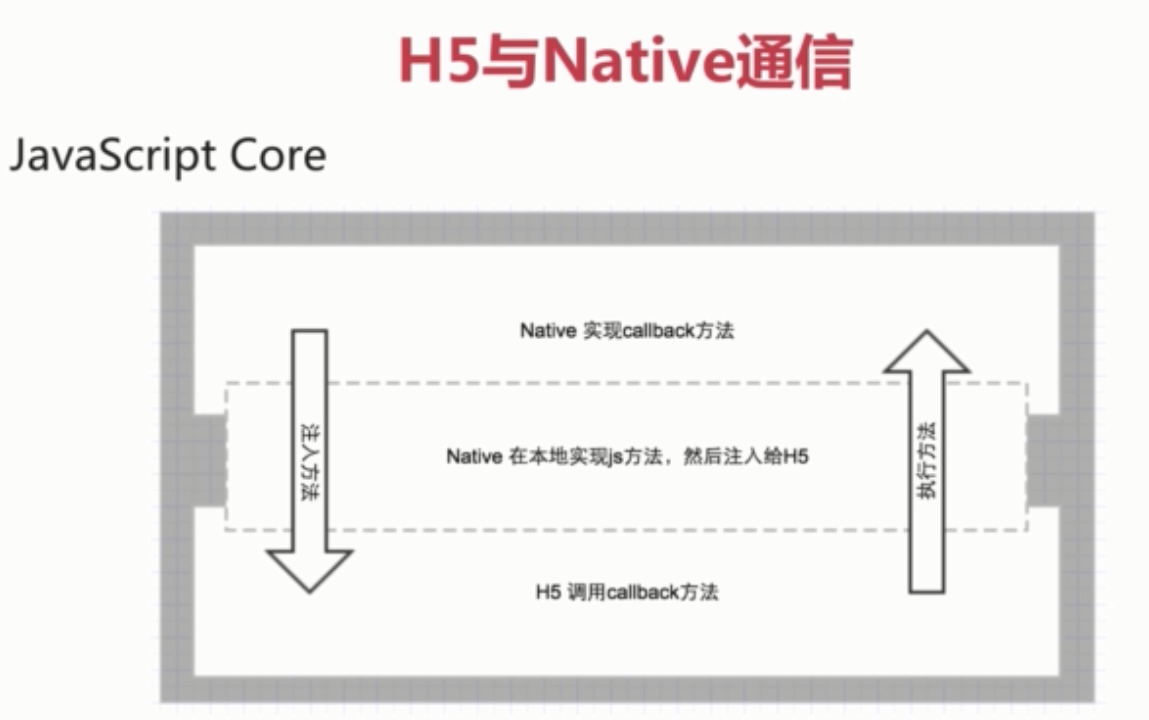 H5与Native通信
JavaScript Core
Native 实现callback方法
注入方法
Native 在本地实现js方法，然后注入给H5
执行方法
H5 调用callback方法